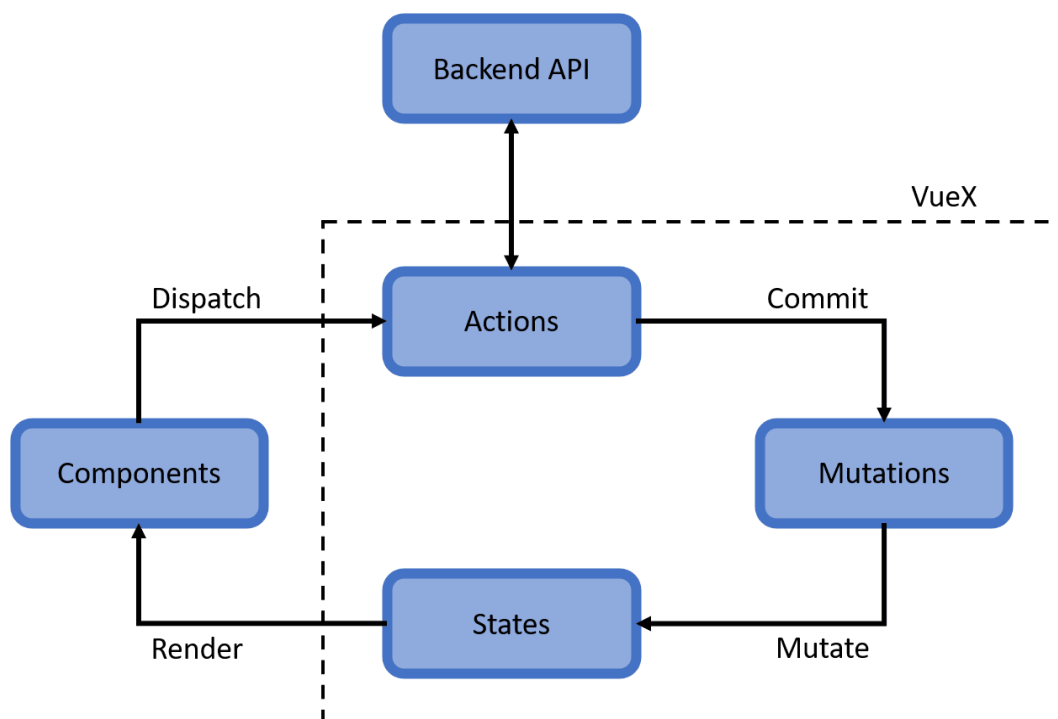 Backend API
VueX
Dispatch
Actions
Commit
Components
Mutations
Render
States
Mutate